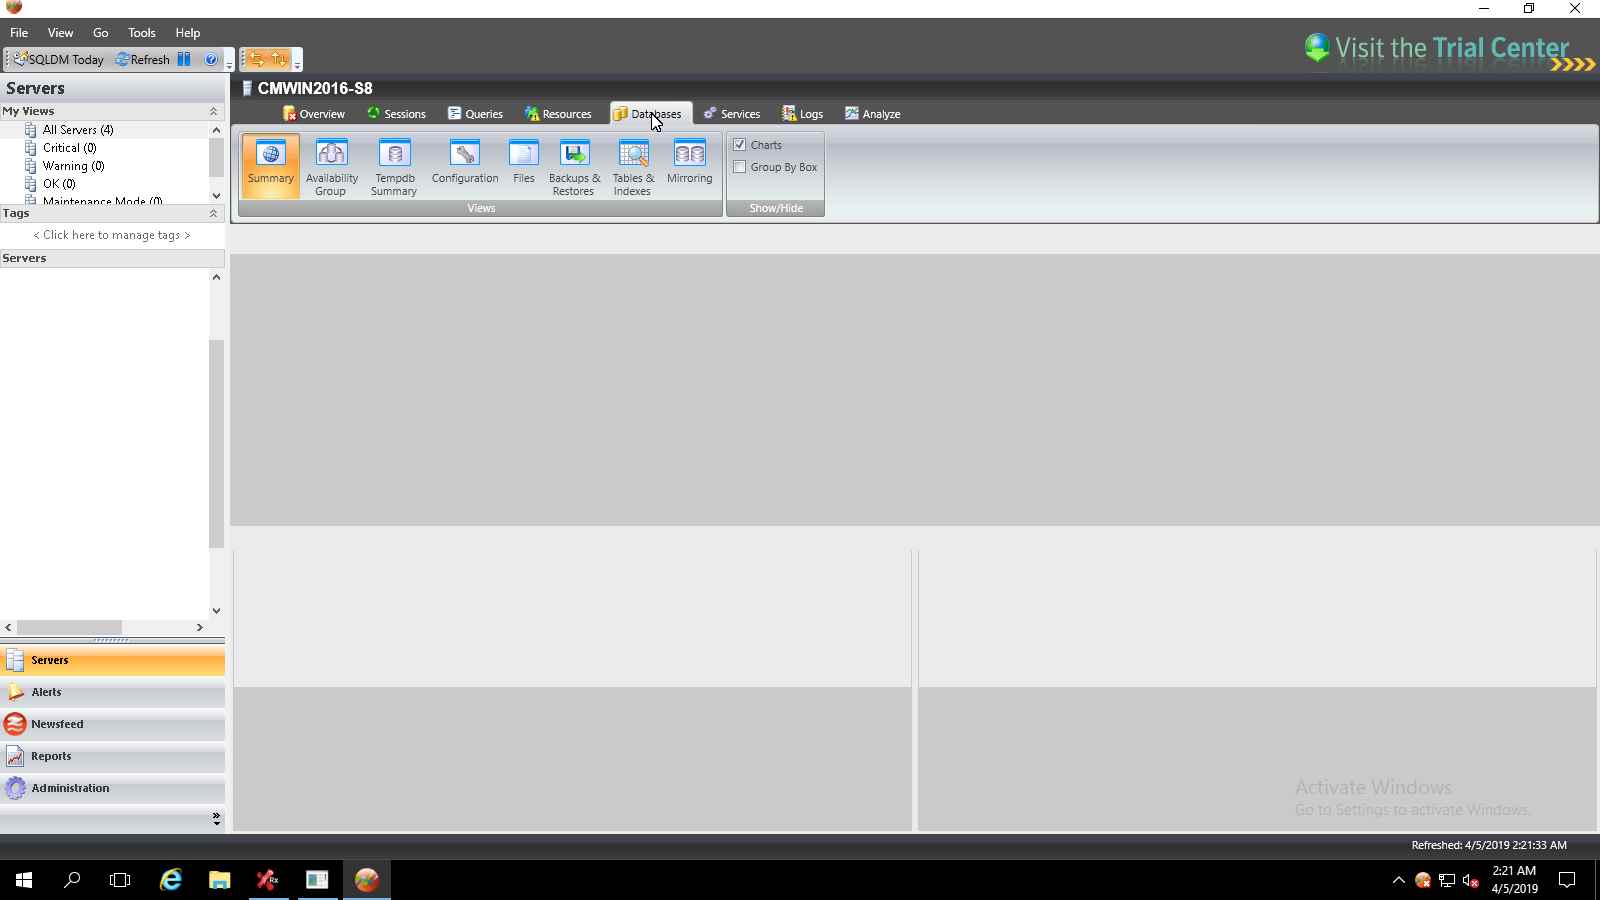 File View Go Tools Help
SQLDM Today Refresh
Visit the Trial Center
Servers
CMWIN2016-S8
My Views
Overview Sessions Queries Resources Databases Services Logs Analyze
All Servers (4)
Critical (0)
Warning (0)
OK (0)
Maintenance Mode (0)
Summary
Availability Group
Tempdb Summary
Configuration
Files
Backups & Restores
Tables & Indexes
Mirroring
Views
Charts
Group By Box
Show/Hide
Tags
< Click here to manage tags >
Servers
Servers
Alerts
Newsfeed
Reports
Administration
Activate Windows
Go to Settings to activate Windows.
Refreshed: 4/5/2019 2:21:33 AM
Rx
2:21 AM
4/5/2019